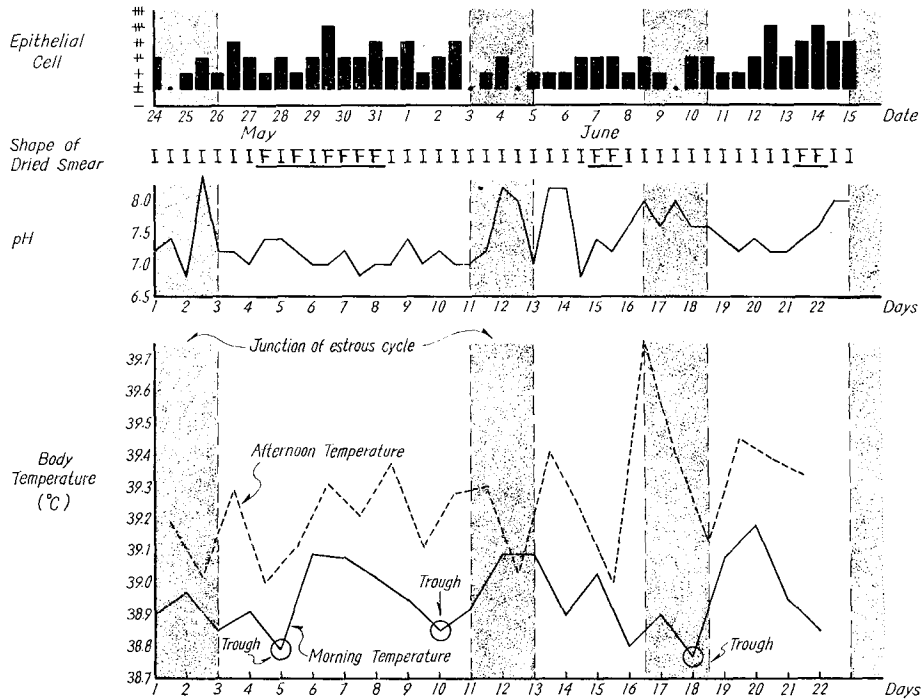 Epithelial
Cell
24 25 26 27 28 29 30 31 1 2 3 4 5 6 7 8 9 10 11 12 13 14 15 Date
May June
Shape of
Dried Smear
I I I I I I I F I F I F F F F I I I I I I I I I I I I I F F I I I I I I I I I I I F F I I
pH
8.0
7.5
7.0
6.5
1 2 3 4 5 6 7 8 9 10 11 12 13 14 15 16 17 18 19 20 21 22 Days
Junction of estrous cycle
Afternoon Temperature
Body
Temperature
(°C)
39.7
39.6
39.5
39.4
39.3
39.2
39.1
39.0
38.9
38.8
38.7
Trough
Trough
Morning Temperature
Trough
1 2 3 4 5 6 7 8 9 10 11 12 13 14 15 16 17 18 19 20 21 22 Days